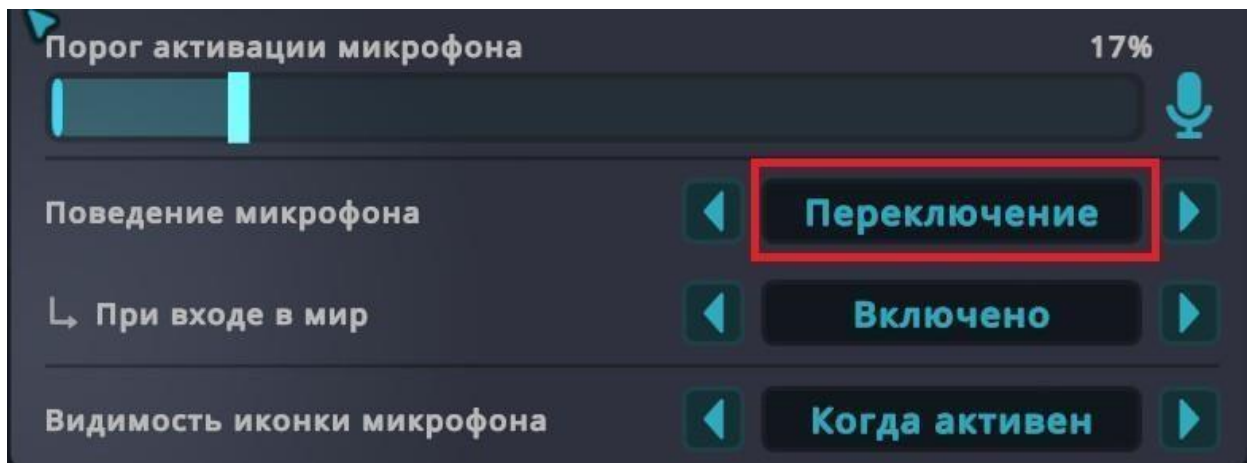 Порог активации микрофона 17%
Поведение микрофона Переключение
При входе в мир Включено
Видимость иконки микрофона Когда активен